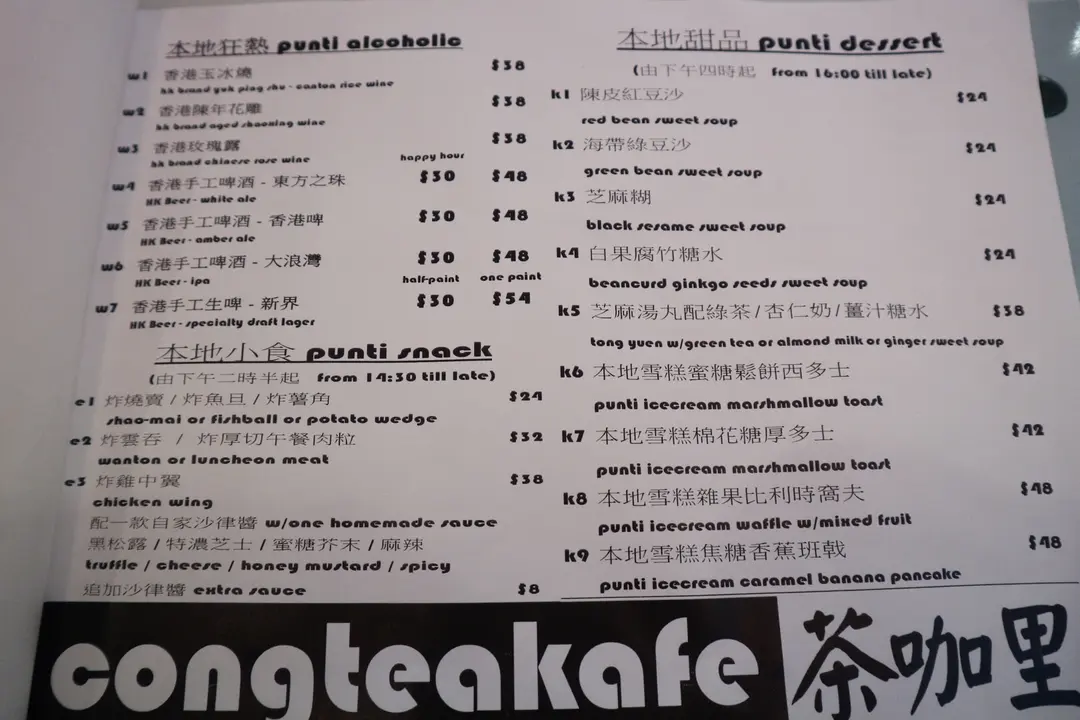 本地狂熱 punti alcoholic
w1 香港玉冰燒 $38
hk brand yuk ping shu - canton rice wine
w2 香港陳年花雕 $38
hk brand aged shaoxing wine
w3 香港玫瑰露 $38
hk brand chinese rose wine
happy hour
w4 香港手工啤酒 - 東方之珠 $30 $48
HK Beer - white ale
w5 香港手工啤酒 - 香港啤 $30 $48
HK Beer - amber ale
w6 香港手工啤酒 - 大浪灣 $30 $48
HK Beer - ipa
half-paint one paint
w7 香港手工生啤 - 新界 $30 $54
HK Beer - specialty draft lager
本地小食 punti snack
(由下午二時半起 from 14:30 till late)
e1 炸燒賣 / 炸魚旦 / 炸薯角 $24
shao-mai or fishball or potato wedge
e2 炸雲吞 / 炸厚切午餐肉粒 $32
wanton or luncheon meat
e3 炸雞中翼 $38
chicken wing
配一款自家沙律醬 w/one homemade sauce
黑松露 / 特濃芝士 / 蜜糖芥末 / 麻辣
truffle / cheese / honey mustard / spicy
追加沙律醬 extra sauce $8
本地甜品 punti dessert
(由下午四時起 from 16:00 till late)
k1 陳皮紅豆沙 $24
red bean sweet soup
k2 海帶綠豆沙 $24
green bean sweet soup
k3 芝麻糊 $24
black sesame sweet soup
k4 白果腐竹糖水 $24
beancurd ginkgo seeds sweet soup
k5 芝麻湯丸配綠茶/杏仁奶/薑汁糖水 $38
tong yuen w/green tea or almond milk or ginger sweet soup
k6 本地雪糕蜜糖鬆餅西多士 $42
punti icecream marshmallow toast
k7 本地雪糕棉花糖厚多士 $42
punti icecream marshmallow toast
k8 本地雪糕雜果比利時窩夫 $48
punti icecream waffle w/mixed fruit
k9 本地雪糕焦糖香蕉班戟 $48
punti icecream caramel banana pancake
congteakafe 茶咖里